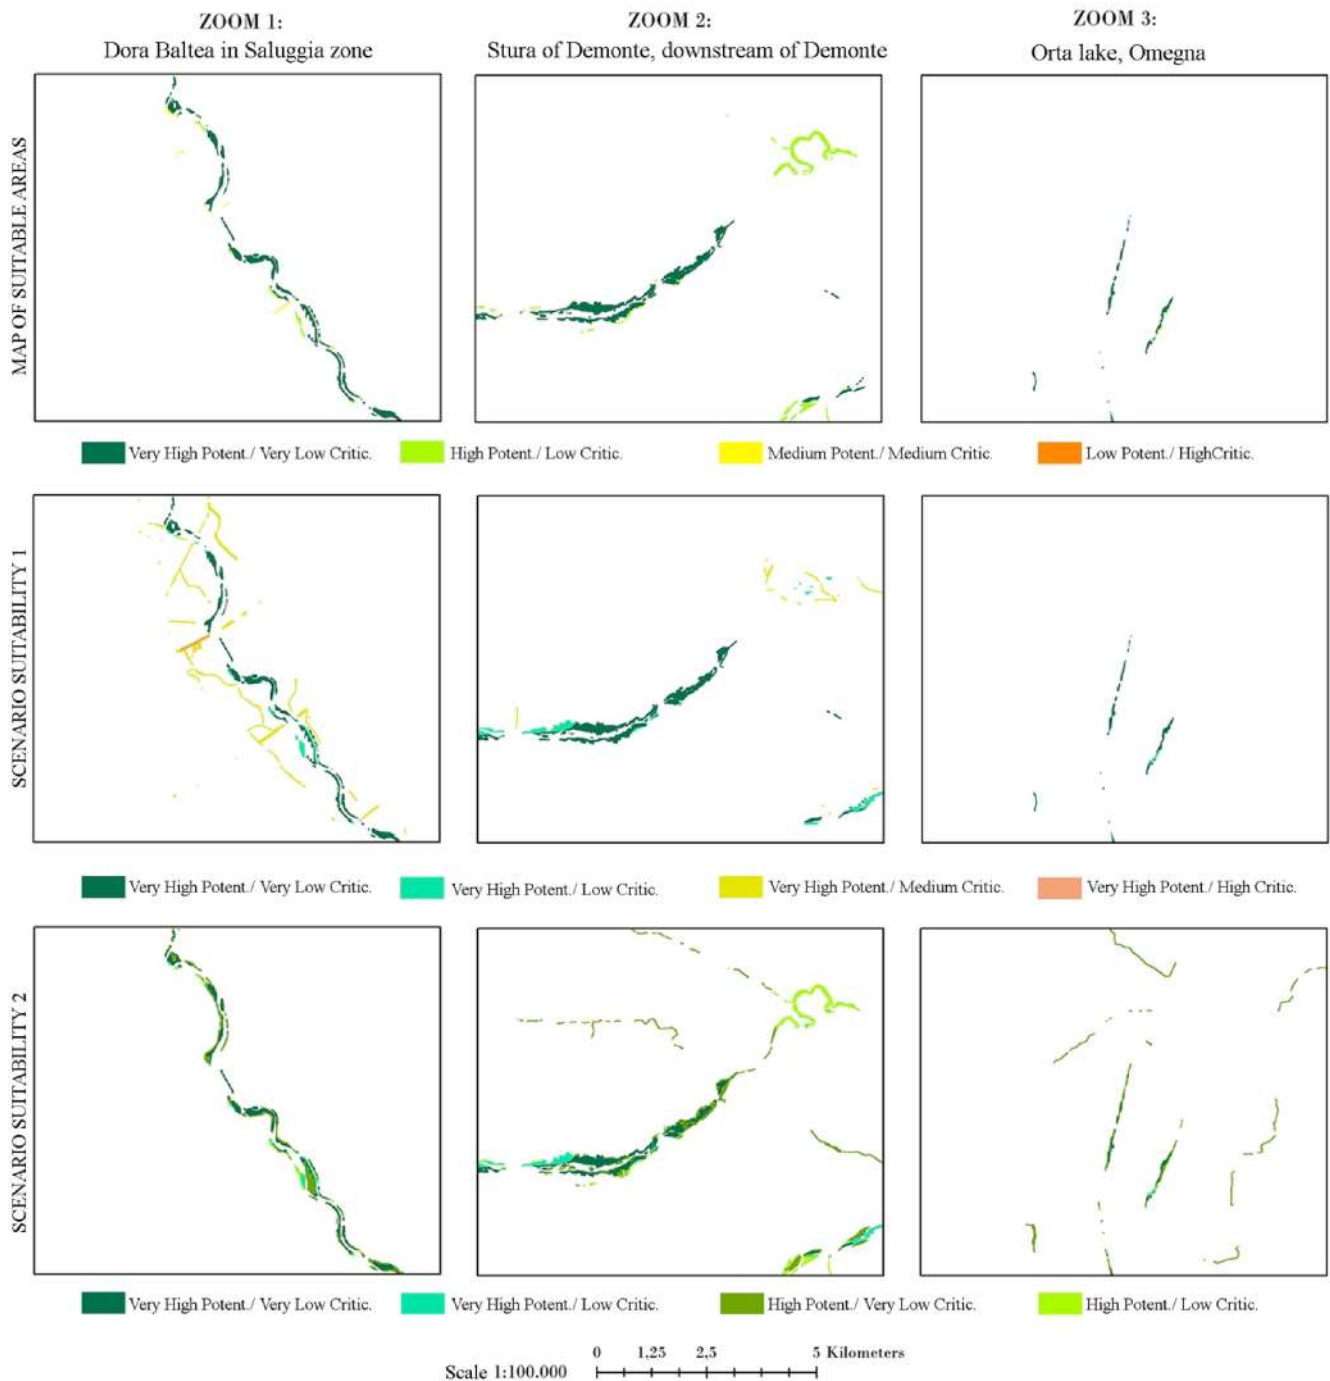 ZOOM 1:
Dora Baltea in Saluggia zone
ZOOM 2:
Stura of Demonte, downstream of Demonte
ZOOM 3:
Orta lake, Omegna
MAP OF SUITABLE AREAS
Very High Potent./ Very Low Critic.
High Potent./ Low Critic.
Medium Potent./ Medium Critic.
Low Potent./ HighCritic.
SCENARIO SUITABILITY 1
Very High Potent./ Very Low Critic.
Very High Potent./ Low Critic.
Very High Potent./ Medium Critic.
Very High Potent./ High Critic.
SCENARIO SUITABILITY 2
Very High Potent./ Very Low Critic.
Very High Potent./ Low Critic.
High Potent./ Very Low Critic.
High Potent./ Low Critic.
Scale 1:100.000
0 1,25 2,5 5 Kilometers